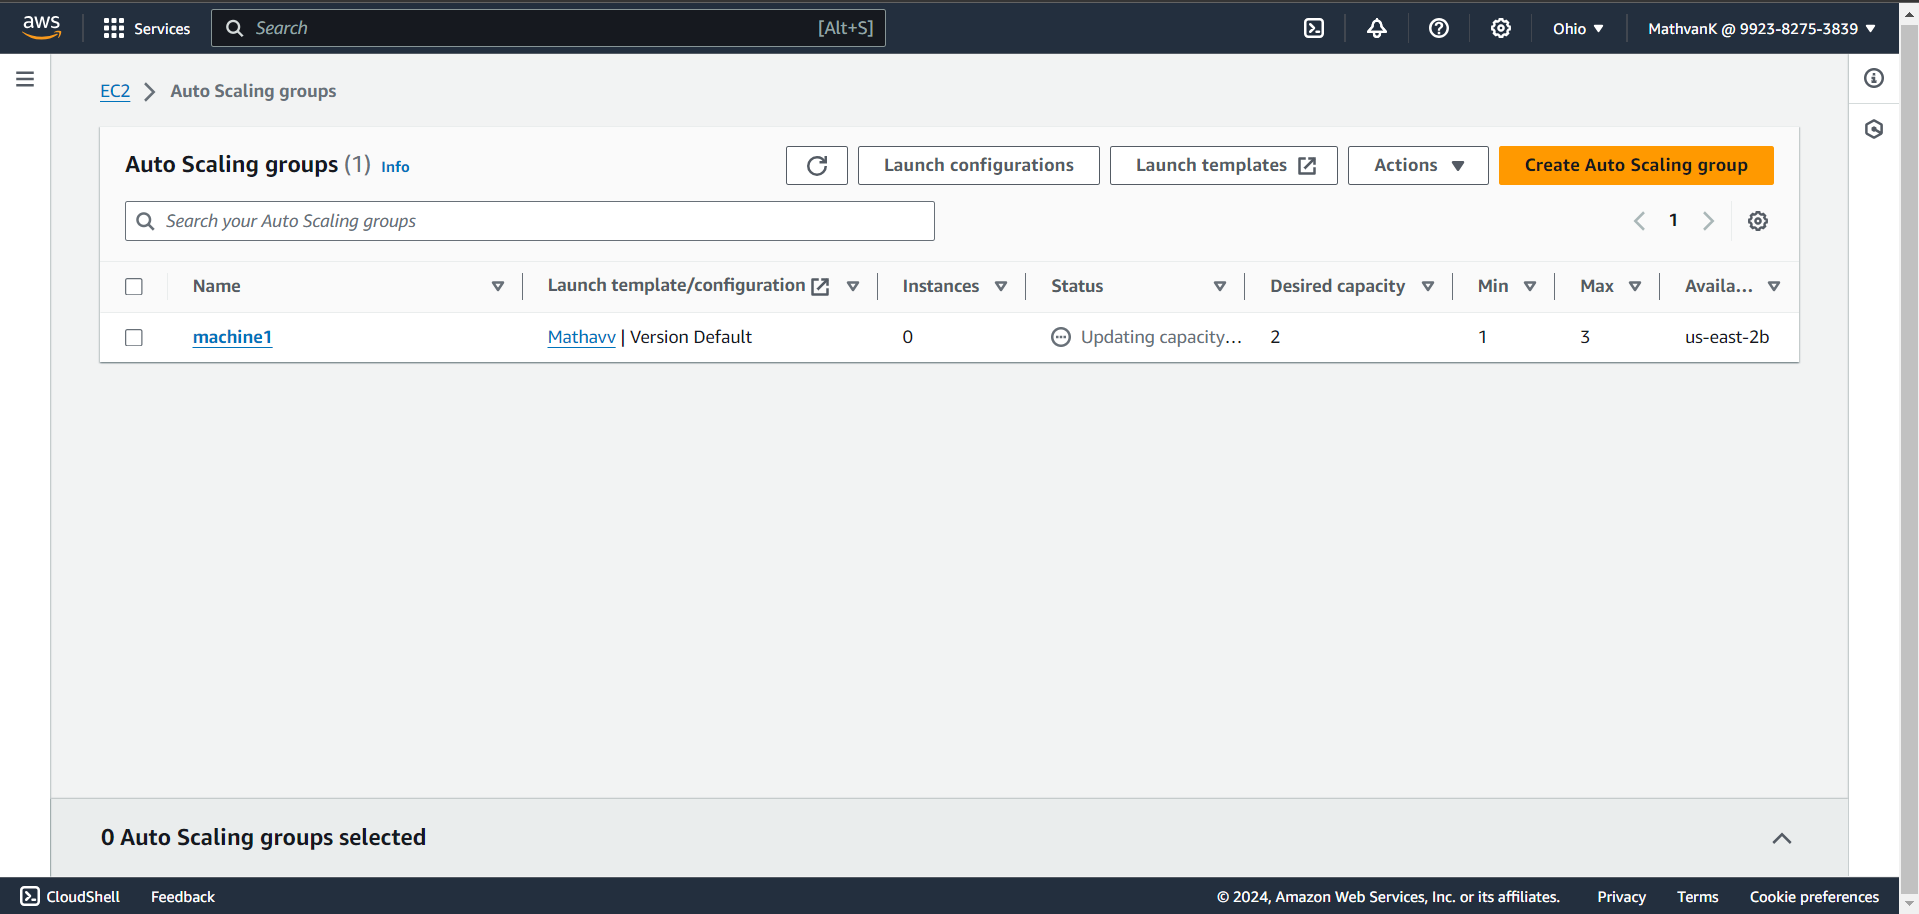 aws Services Search [Alt+S] Ohio MathvanK @ 9923-8275-3839
EC2 Auto Scaling groups
Auto Scaling groups (1) Info Launch configurations Launch templates Actions Create Auto Scaling group
Search your Auto Scaling groups 1
Name Launch template/configuration Instances Status Desired capacity Min Max Availa...
machine1 Mathavv | Version Default 0 Updating capacity... 2 1 3 us-east-2b
0 Auto Scaling groups selected
CloudShell Feedback © 2024, Amazon Web Services, Inc. or its affiliates. Privacy Terms Cookie preferences